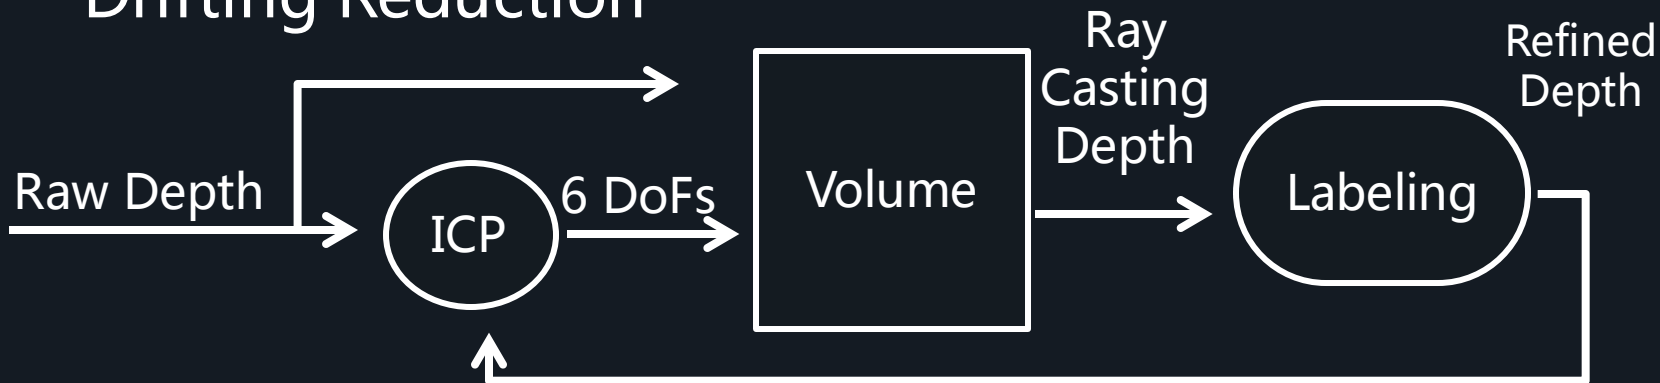 Drifting Reduction
Raw Depth
ICP
6 DoFs
Volume
Ray
Casting
Depth
Labeling
Refined
Depth